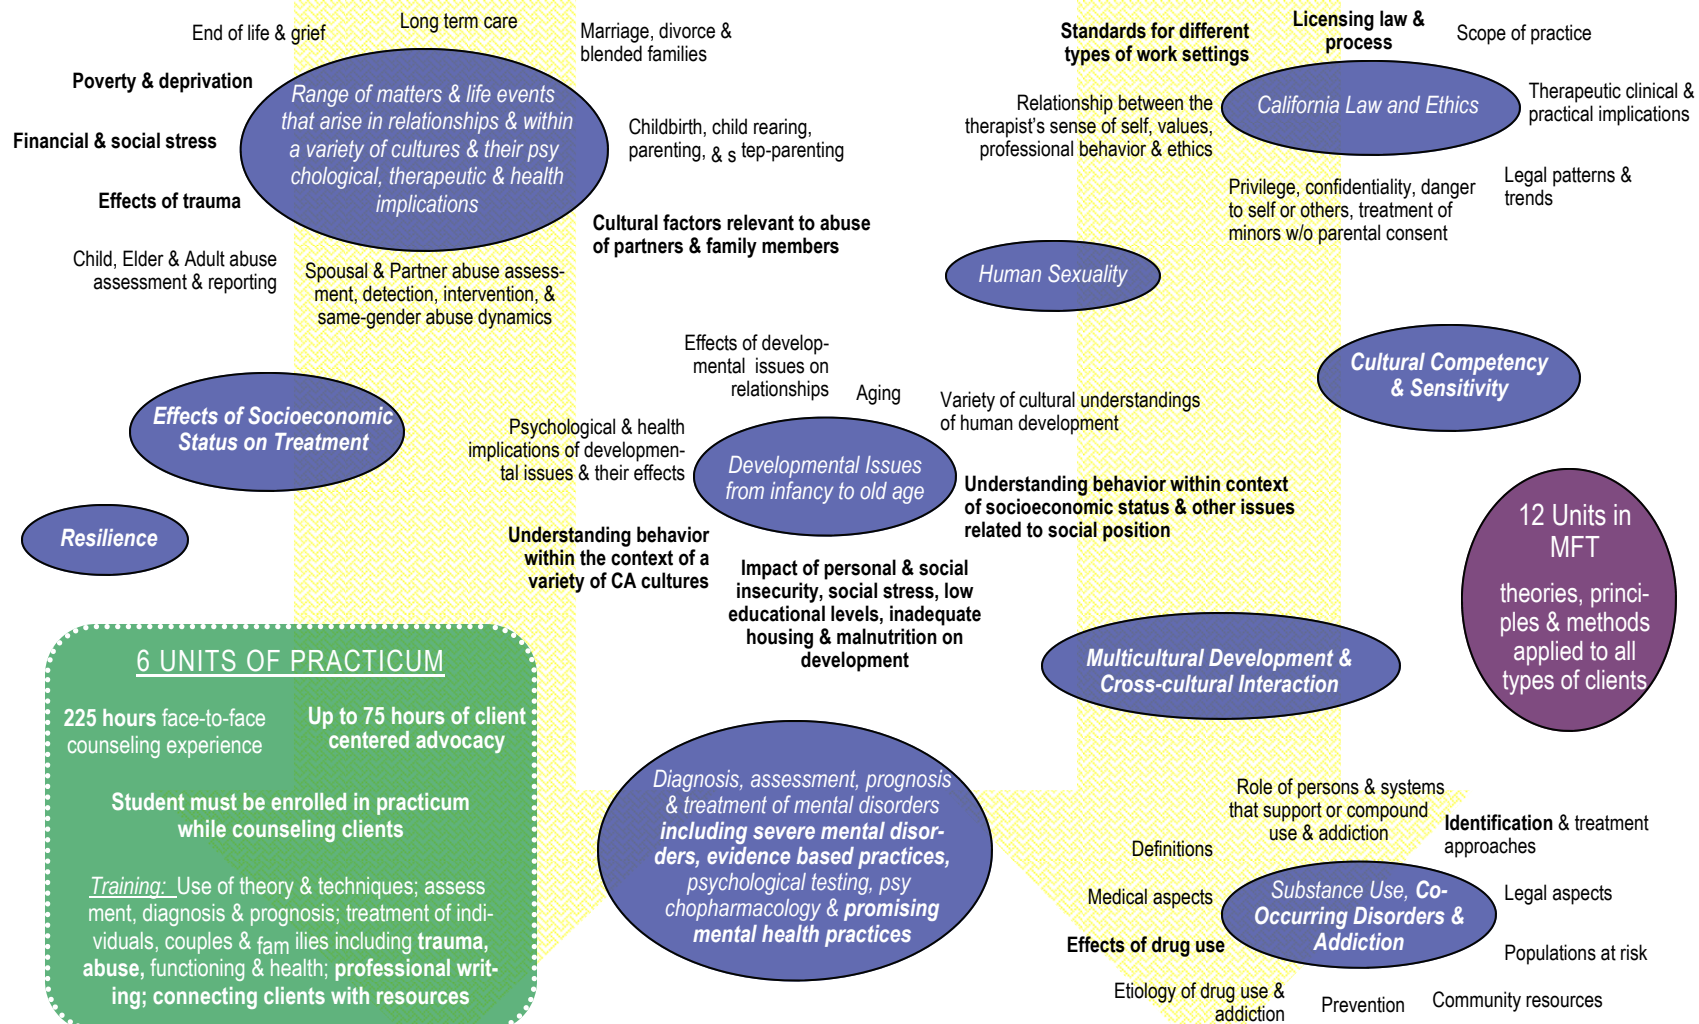 End of life & grief
Long term care
Marriage, divorce &
blended families
Poverty & deprivation
Financial & social stress
Effects of trauma
Child, Elder & Adult abuse
assessment & reporting
Range of matters & life events
that arise in relationships & within
a variety of cultures & their psy
chological, therapeutic & health
implications
Childbirth, child rearing,
parenting, & s tep-parenting
Cultural factors relevant to abuse
of partners & family members
Spousal & Partner abuse assess-
ment, detection, intervention, &
same-gender abuse dynamics
Standards for different
types of work settings
Licensing law &
process
Scope of practice
Relationship between the
therapist's sense of self, values,
professional behavior & ethics
California Law and Ethics
Therapeutic clinical &
practical implications
Privilege, confidentiality, danger
to self or others, treatment of
minors w/o parental consent
Legal patterns &
trends
Human Sexuality
Cultural Competency
& Sensitivity
Effects of Socioeconomic
Status on Treatment
Resilience
Effects of develop-
mental issues on
relationships
Aging
Variety of cultural understandings
of human development
Psychological & health
implications of developmen-
tal issues & their effects
Developmental Issues
from infancy to old age
Understanding behavior within context
of socioeconomic status & other issues
related to social position
Understanding behavior
within the context of a
variety of CA cultures
Impact of personal & social
insecurity, social stress, low
educational levels, inadequate
housing & malnutrition on
development
12 Units in
MFT
theories, princi-
ples & methods
applied to all
types of clients
Multicultural Development &
Cross-cultural Interaction
6 UNITS OF PRACTICUM
225 hours face-to-face
counseling experience
Up to 75 hours of client
centered advocacy
Student must be enrolled in practicum
while counseling clients
Training: Use of theory & techniques; assess
ment, diagnosis & prognosis; treatment of indi-
viduals, couples & fam ilies including trauma,
abuse, functioning & health; professional writ-
ing; connecting clients with resources
Diagnosis, assessment, prognosis
& treatment of mental disorders
including severe mental disor-
ders, evidence based practices,
psychological testing, psy
chopharmacology & promising
mental health practices
Role of persons & systems
that support or compound
use & addiction
Identification & treatment
approaches
Definitions
Medical aspects
Effects of drug use
Etiology of drug use &
addiction
Substance Use, Co-
Occurring Disorders &
Addiction
Legal aspects
Populations at risk
Prevention
Community resources